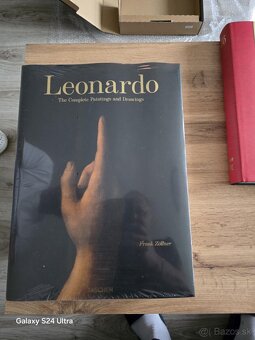 Leonardo
The Complete Paintings and Drawings
Frank Zöllner
TASCHEN
Galaxy S24 Ultra
Bazos.sk